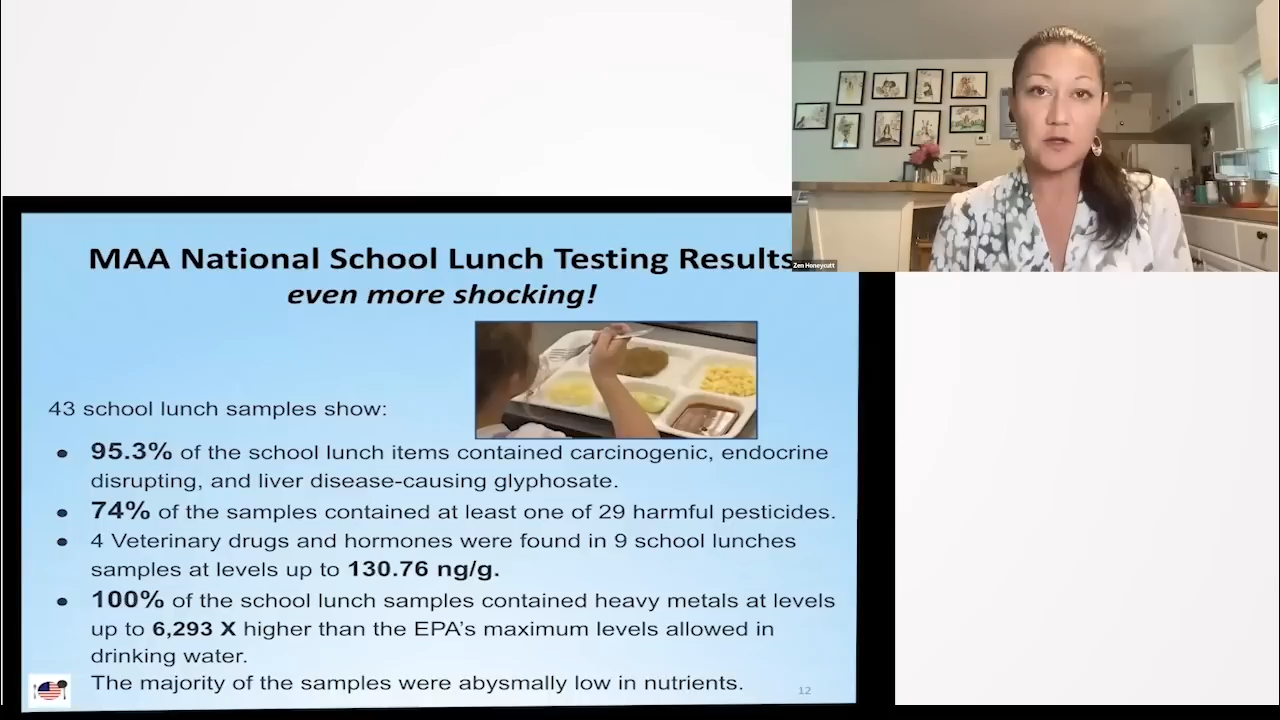 Zen Honeycutt
MAA National School Lunch Testing Results
even more shocking!
43 school lunch samples show:
• 95.3% of the school lunch items contained carcinogenic, endocrine
disrupting, and liver disease-causing glyphosate.
• 74% of the samples contained at least one of 29 harmful pesticides.
• 4 Veterinary drugs and hormones were found in 9 school lunches
samples at levels up to 130.76 ng/g.
• 100% of the school lunch samples contained heavy metals at levels
up to 6,293 X higher than the EPA's maximum levels allowed in
drinking water.
The majority of the samples were abysmally low in nutrients.
12